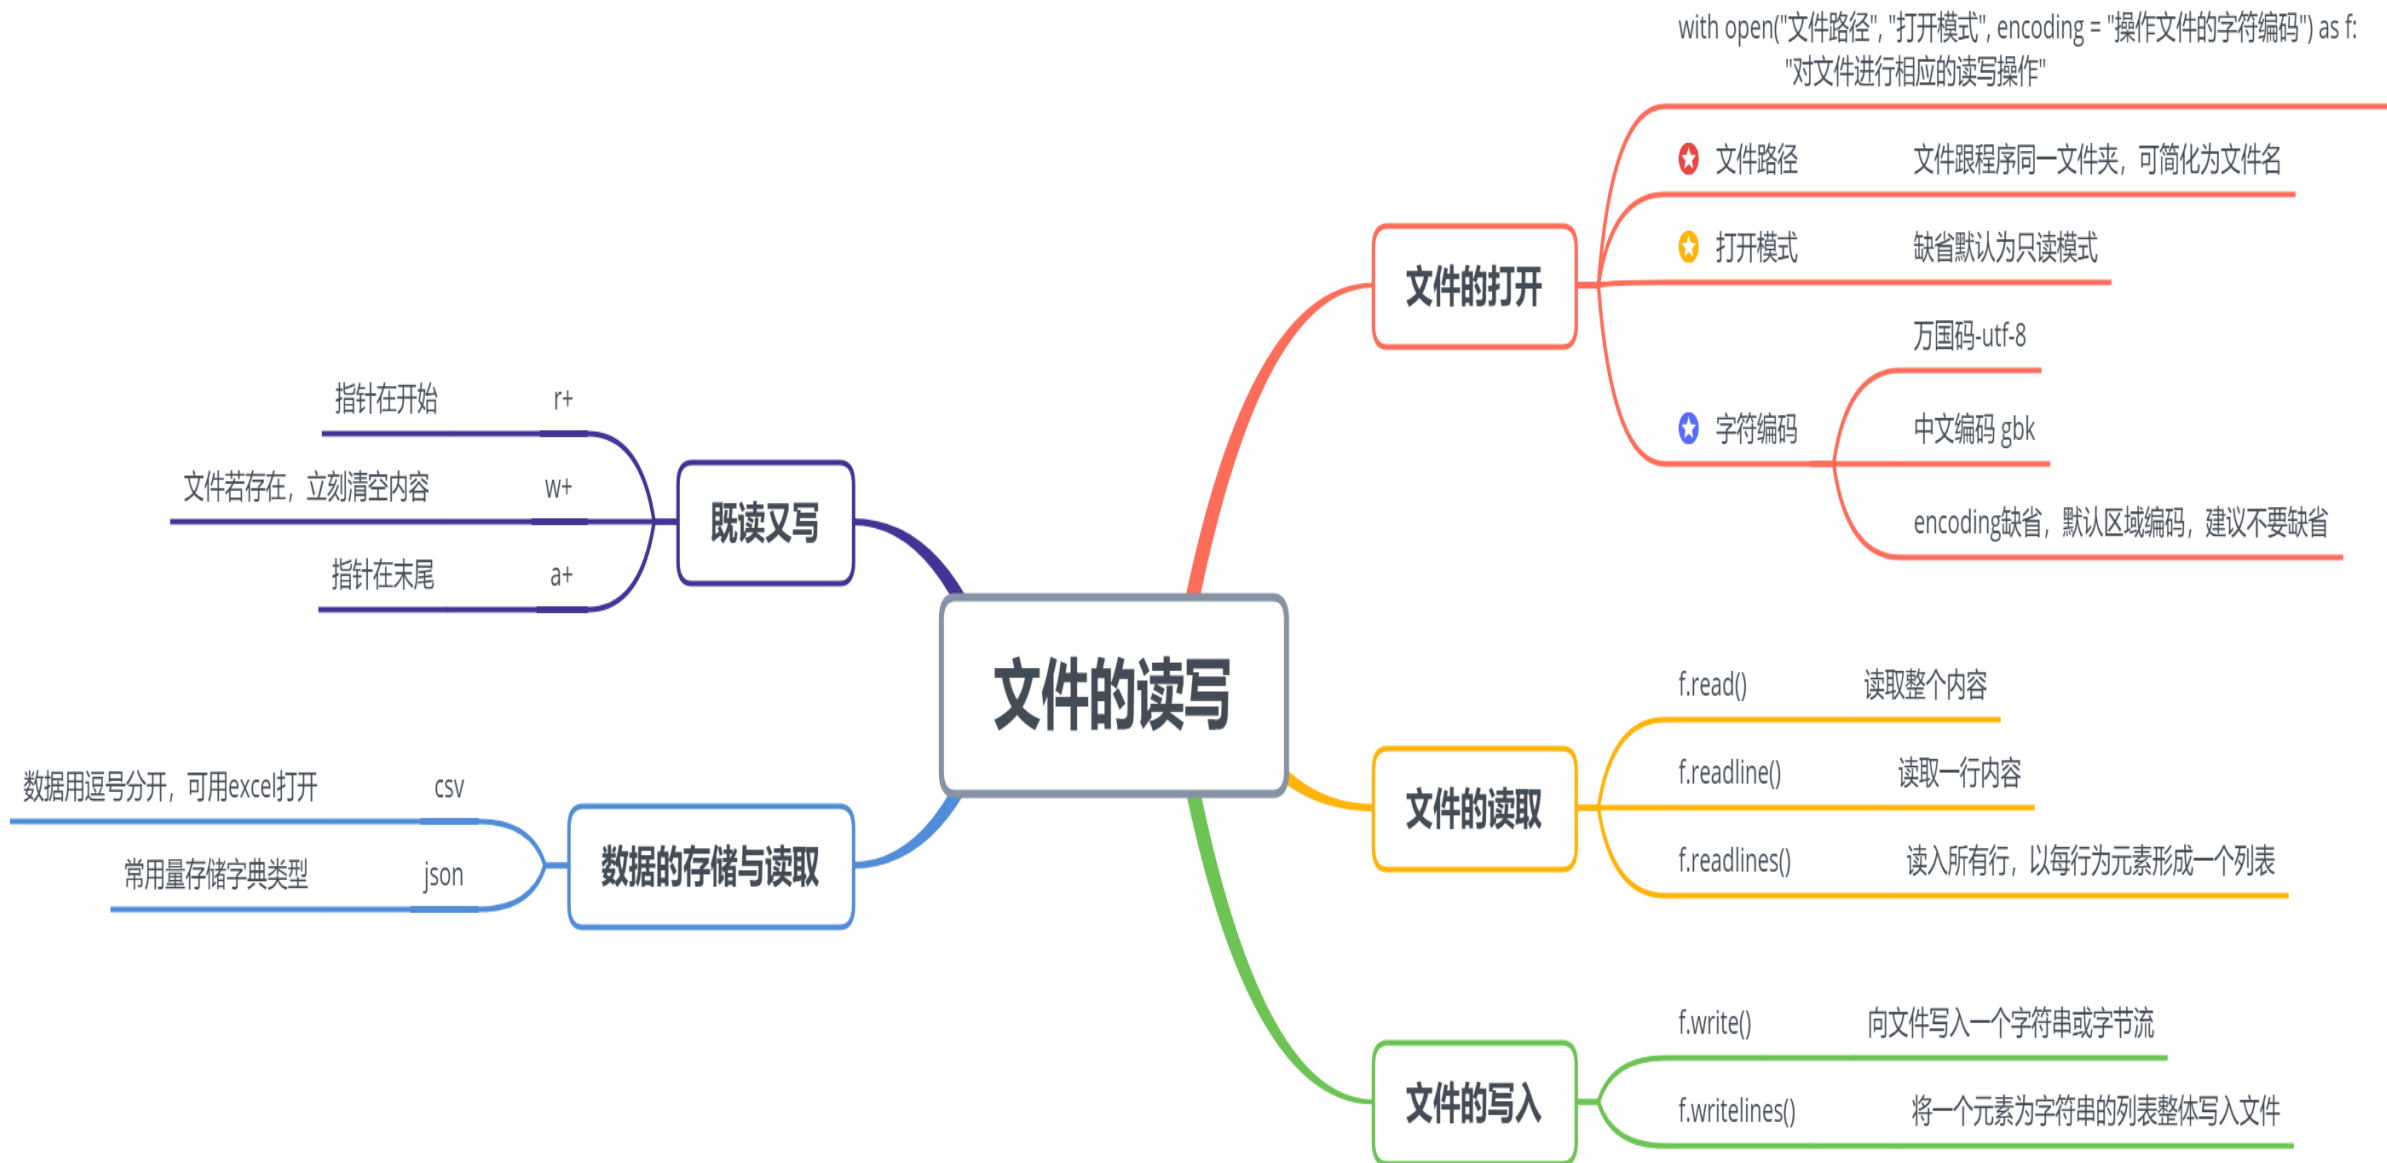 文件的读写
文件的打开
with open("文件路径", "打开模式", encoding = "操作文件的字符编码") as f:
"对文件进行相应的读写操作"
文件路径
文件跟程序同一文件夹，可简化为文件名
打开模式
缺省默认为只读模式
字符编码
万国码-utf-8
中文编码 gbk
encoding缺省，默认区域编码，建议不要缺省
文件的读取
f.read()
读取整个内容
f.readline()
读取一行内容
f.readlines()
读入所有行，以每行为元素形成一个列表
文件的写入
f.write()
向文件写入一个字符串或字节流
f.writelines()
将一个元素为字符串的列表整体写入文件
既读又写
r+
指针在开始
w+
文件若存在，立刻清空内容
a+
指针在末尾
数据的存储与读取
csv
数据用逗号分开，可用excel打开
json
常用量存储字典类型